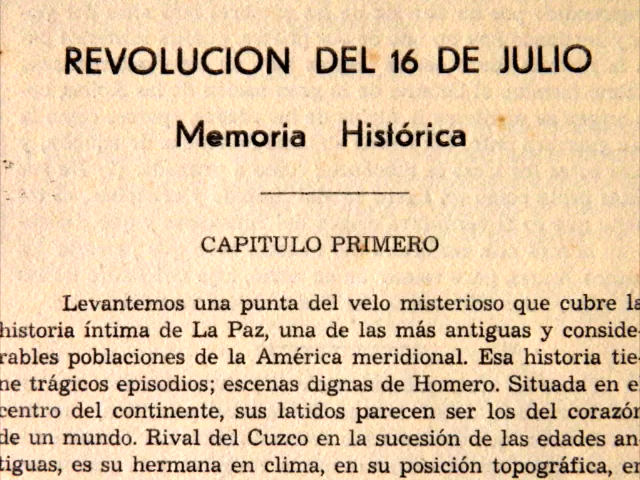 REVOLUCION DEL 16 DE JULIO
Memoria Histórica
CAPITULO PRIMERO
Levantemos una punta del velo misterioso que cubre la
historia íntima de La Paz, una de las más antiguas y conside-
rables poblaciones de la América meridional. Esa historia tie-
ne trágicos episodios; escenas dignas de Homero. Situada en el
centro del continente, sus latidos parecen ser los del corazón
de un mundo. Rival del Cuzco en la sucesión de las edades an-
tiguas, es su hermana en clima, en su posición topográfica, en